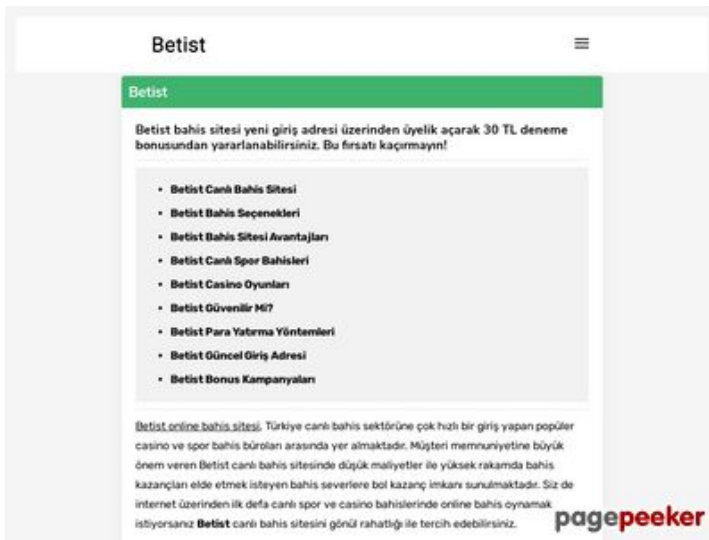 Betist
Betist
Betist bahis sitesi yeni giriş adresi üzerinden üyelik açarak 30 TL deneme
bonusundan yararlanabilirsiniz. Bu fırsatı kaçırmayın!
• Betist Canlı Bahis Sitesi
• Betist Bahis Seçenekleri
• Betist Bahis Sitesi Avantajları
• Betist Canlı Spor Bahisleri
• Betist Casino Oyunları
• Betist Güvenilir Mi?
• Betist Para Yatırma Yöntemleri
• Betist Güncel Giriş Adresi
• Betist Bonus Kampanyaları
Betist online bahis sitesi, Türkiye canlı bahis sektörüne çok hızlı bir giriş yapan popüler
casino ve spor bahis büroları arasında yer almaktadır. Müşteri memnuniyetine büyük
önem veren Betist canlı bahis sitesinde düşük maliyetler ile yüksek rakamda bahis
kazançları elde etmek isteyen bahis severlere bol kazanç imkanı sunulmaktadır. Siz de
internet üzerinden ilk defa canlı spor ve casino bahislerinde online bahis oynamak
istiyorsanız Betist canlı bahis sitesini gönül rahatlığı ile tercih edebilirsiniz.
pagepeeker